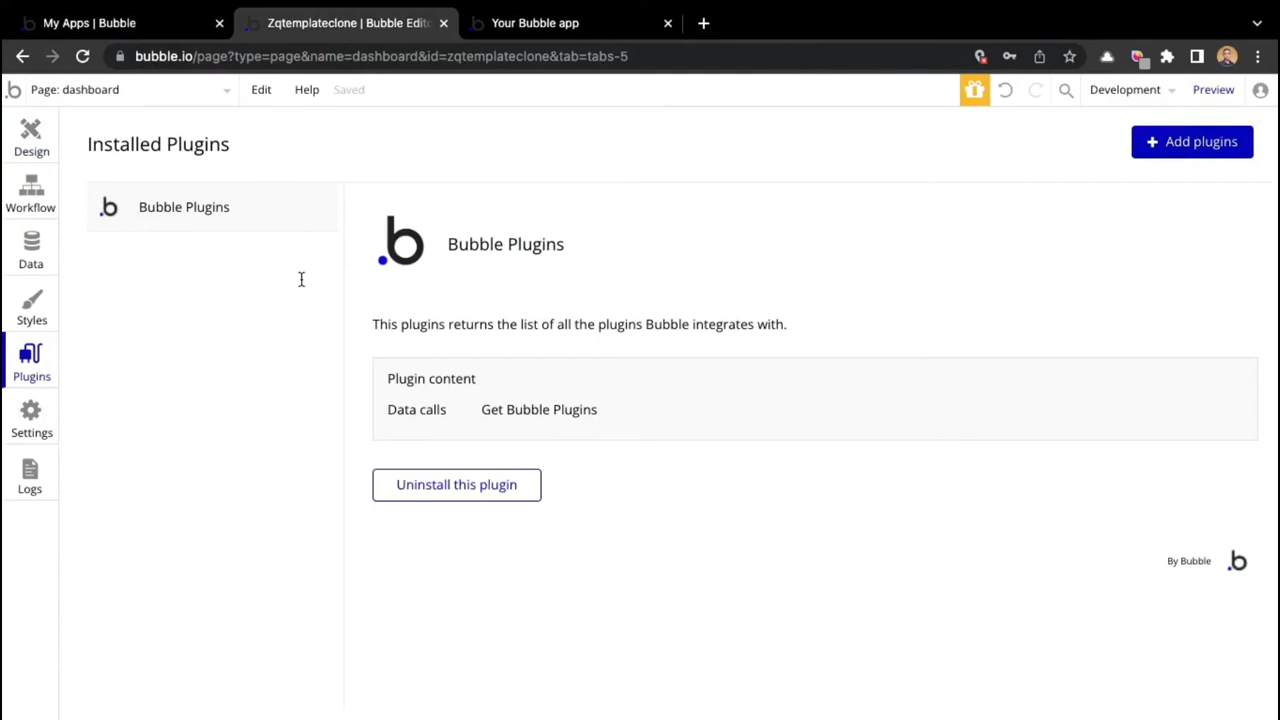 My Apps | Bubble
Zqtemplateclone | Bubble Edito
Your Bubble app
bubble.io/page?type=page&name=dashboard&id=zqtemplateclone&tab=tabs-5
Page: dashboard
Edit
Help
Saved
Development
Preview
Design
Workflow
Data
Styles
Plugins
Settings
Logs
Installed Plugins
+ Add plugins
Bubble Plugins
Bubble Plugins
This plugins returns the list of all the plugins Bubble integrates with.
Plugin content
Data calls Get Bubble Plugins
Uninstall this plugin
By Bubble